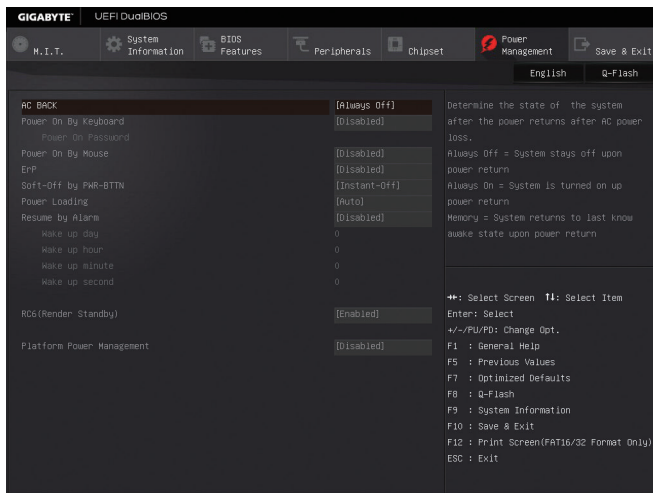 GIGABYTE™ UEFI DualBIOS
M.I.T.
System Information
BIOS Features
Peripherals
Chipset
Power Management
Save & Exit
English Q-Flash
AC BACK [Always Off]
Power On By Keyboard [Disabled]
Power On Password
Power On By Mouse [Disabled]
ErP [Disabled]
Soft-Off by PWR-BTTN [Instant-Off]
Power Loading [Auto]
Resume by Alarm [Disabled]
Wake up day 0
Wake up hour 0
Wake up minute 0
Wake up second 0
RC6(Render Standby) [Enabled]
Platform Power Management [Disabled]
Determine the state of the system
after the power returns after AC power
loss.
Always Off = System stays off upon
power return
Always On = System is turned on up
power return
Memory = System returns to last know
awake state upon power return
→←: Select Screen ↑↓: Select Item
Enter: Select
+/-/PU/PD: Change Opt.
F1 : General Help
F5 : Previous Values
F7 : Optimized Defaults
F8 : Q-Flash
F9 : System Information
F10 : Save & Exit
F12 : Print Screen(FAT16/32 Format Only)
ESC : Exit